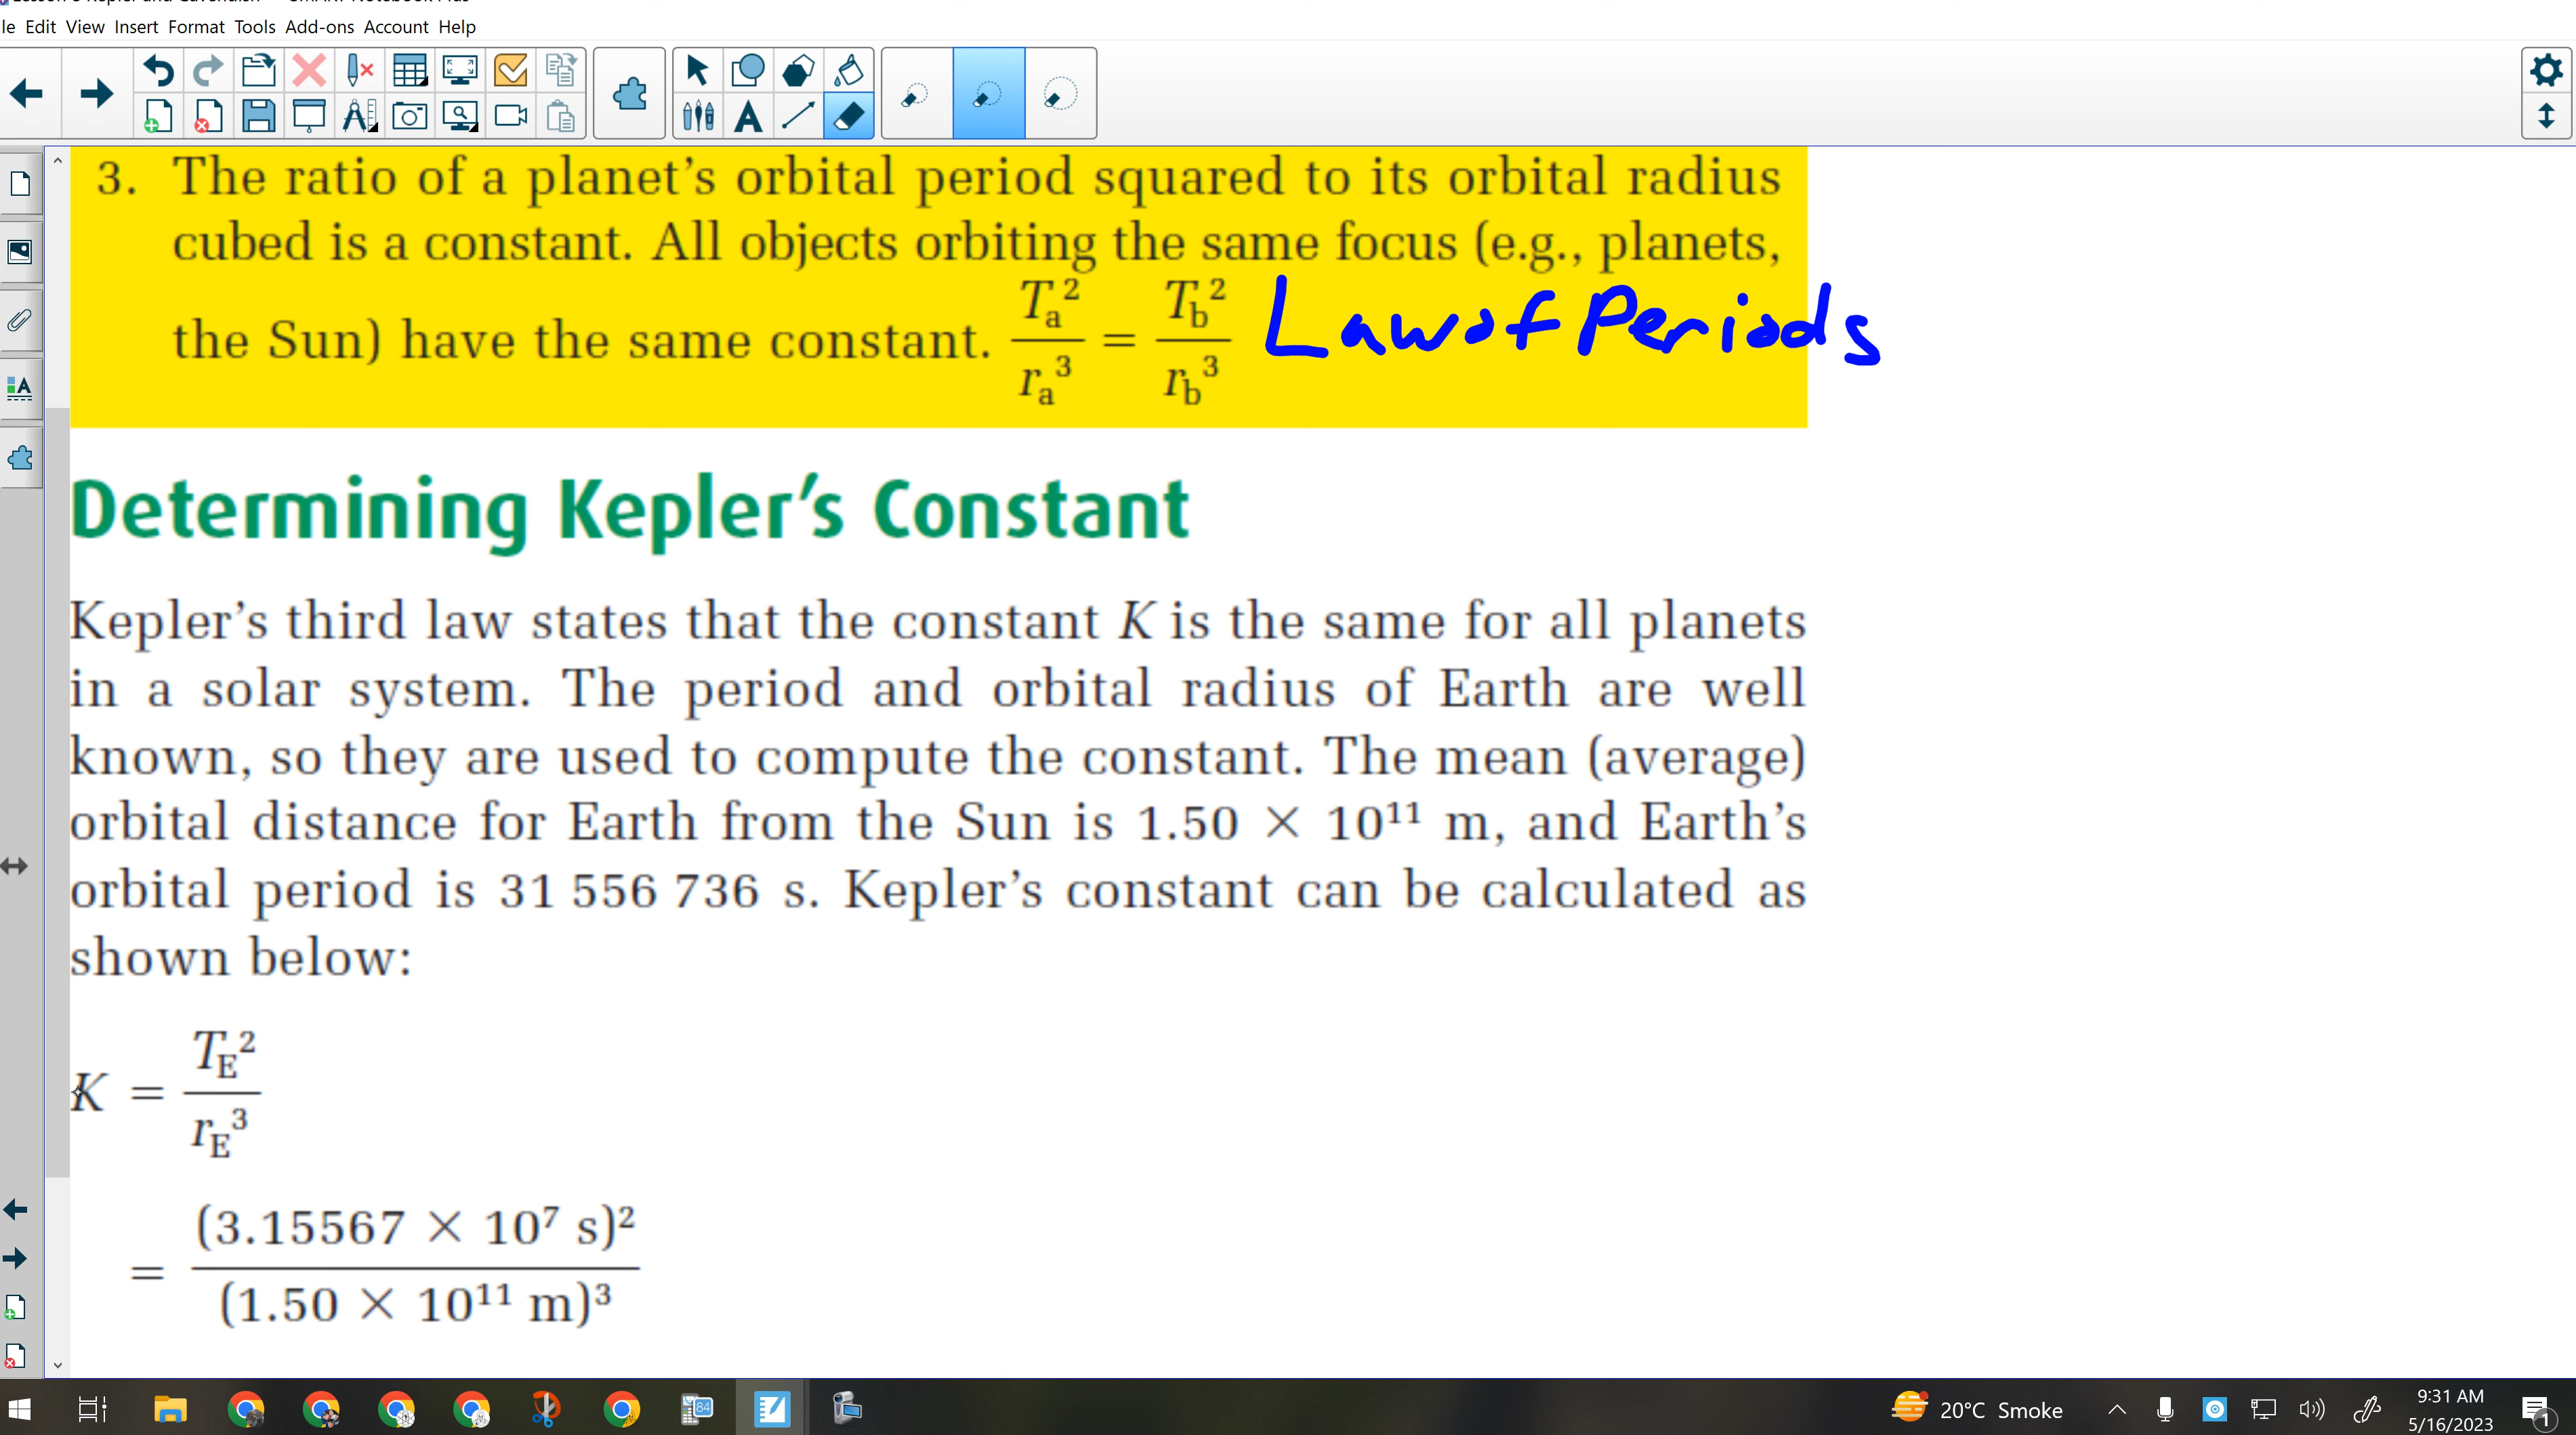 le Edit View Insert Format Tools Add-ons Account Help
3. The ratio of a planet's orbital period squared to its orbital radius
cubed is a constant. All objects orbiting the same focus (e.g., planets,
the Sun) have the same constant. Tₐ²/rₐ³ = T_b²/r_b³ Law of Periods
Determining Kepler's Constant
Kepler's third law states that the constant K is the same for all planets
in a solar system. The period and orbital radius of Earth are well
known, so they are used to compute the constant. The mean (average)
orbital distance for Earth from the Sun is 1.50 × 10¹¹ m, and Earth's
orbital period is 31 556 736 s. Kepler's constant can be calculated as
shown below:
K = T_E²/r_E³
= (3.15567 × 10⁷ s)²/(1.50 × 10¹¹ m)³
84
20°C Smoke
9:31 AM
5/16/2023
1